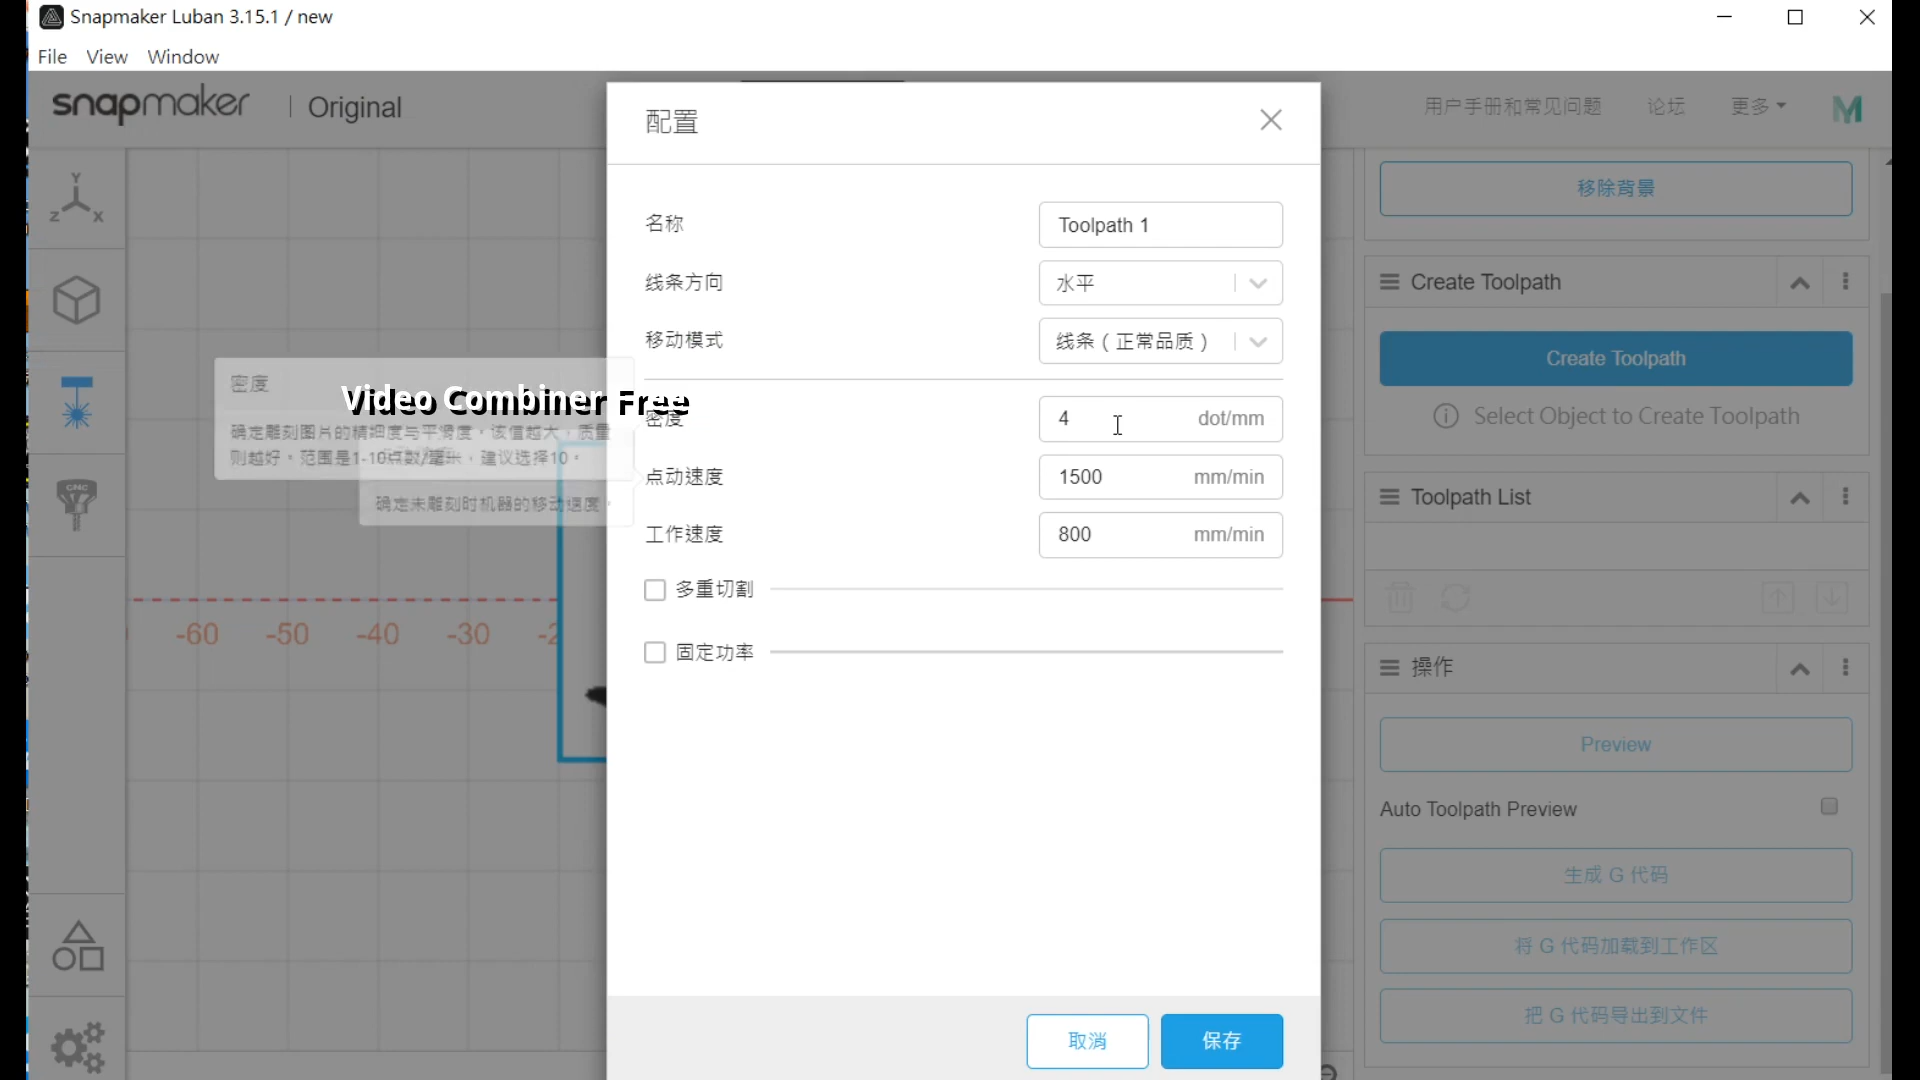 Snapmaker Luban 3.15.1 / new
File View Window
snapmaker | Original
用户手册和常见问题 论坛 更多
配置
名称 Toolpath 1
线条方向 水平
移动模式 线条（正常品质）
密度 4 dot/mm
点动速度 1500 mm/min
工作速度 800 mm/min
多重切割
固定功率
取消 保存
密度
确定雕刻图片的精细度与平滑度。该值越大，质量
则越好。范围是1-10点数/毫米，建议选择10。
确定未雕刻时机器的移动速度。
Video Combiner Free
Y
Z X
CNC
-60 -50 -40 -30 -2
移除背景
Create Toolpath
Create Toolpath
Select Object to Create Toolpath
Toolpath List
操作
Preview
Auto Toolpath Preview
生成 G 代码
将 G 代码加载到工作区
把 G 代码导出到文件